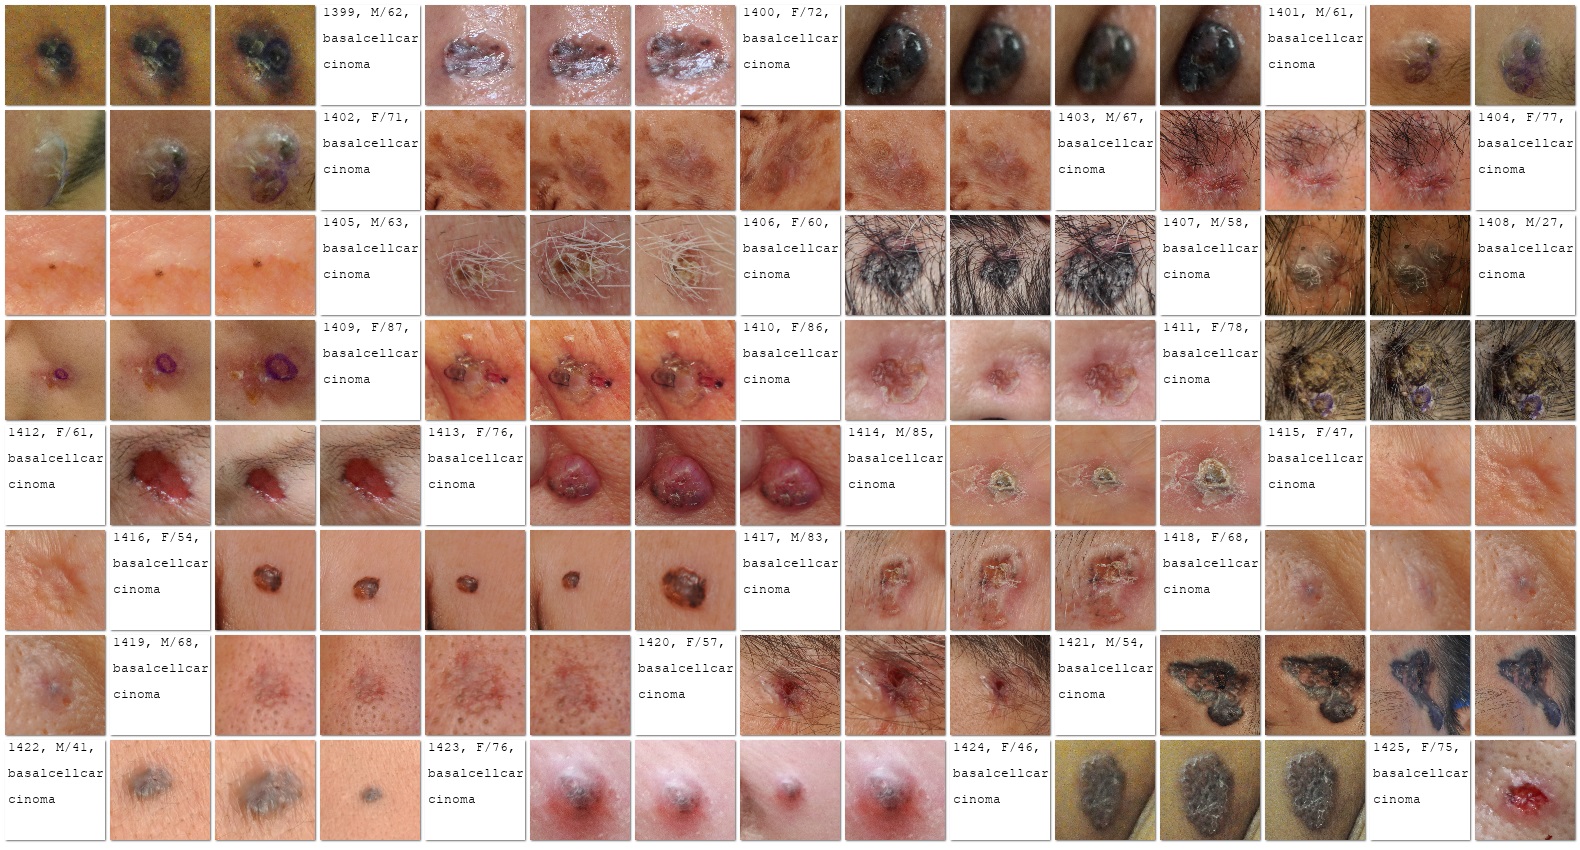 1399, M/62,
basalcellcar
cinoma
1400, F/72,
basalcellcar
cinoma
1401, M/61,
basalcellcar
cinoma
1402, F/71,
basalcellcar
cinoma
1403, M/67,
basalcellcar
cinoma
1404, F/77,
basalcellcar
cinoma
1405, M/63,
basalcellcar
cinoma
1406, F/60,
basalcellcar
cinoma
1407, M/58,
basalcellcar
cinoma
1408, M/27,
basalcellcar
cinoma
1409, F/87,
basalcellcar
cinoma
1410, F/86,
basalcellcar
cinoma
1411, F/78,
basalcellcar
cinoma
1412, F/61,
basalcellcar
cinoma
1413, F/76,
basalcellcar
cinoma
1414, M/85,
basalcellcar
cinoma
1415, F/47,
basalcellcar
cinoma
1416, F/54,
basalcellcar
cinoma
1417, M/83,
basalcellcar
cinoma
1418, F/68,
basalcellcar
cinoma
1419, M/68,
basalcellcar
cinoma
1420, F/57,
basalcellcar
cinoma
1421, M/54,
basalcellcar
cinoma
1422, M/41,
basalcellcar
cinoma
1423, F/76,
basalcellcar
cinoma
1424, F/46,
basalcellcar
cinoma
1425, F/75,
basalcellcar
cinoma